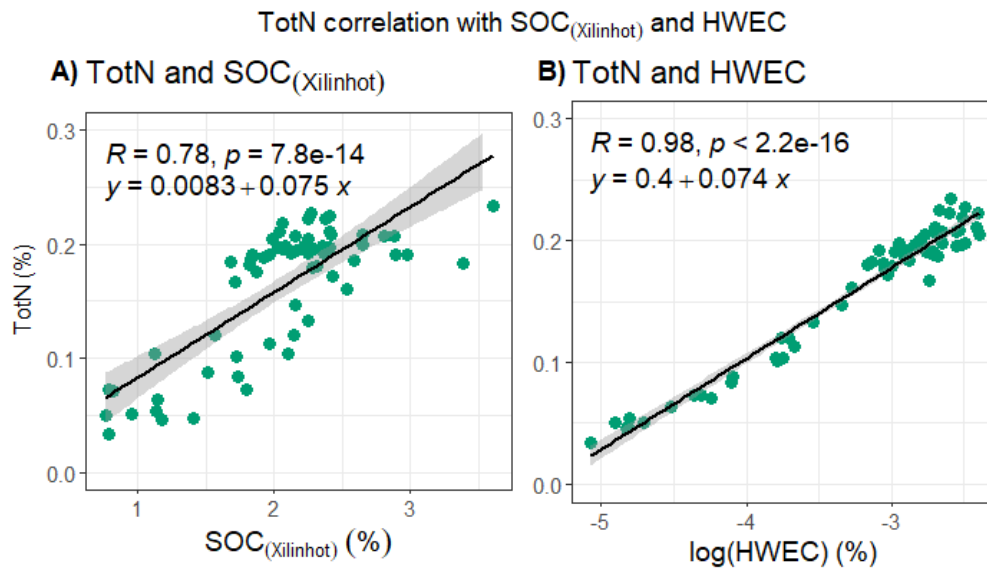 TotN correlation with SOC(Xilinhot) and HWEC
A) TotN and SOC(Xilinhot)
R = 0.78, p = 7.8e-14
y = 0.0083 + 0.075 x
0.3
0.2
0.1
0.0
TotN (%)
1 2 3
SOC(Xilinhot) (%)
B) TotN and HWEC
R = 0.98, p < 2.2e-16
y = 0.4 + 0.074 x
0.3
0.2
0.1
0.0
-5 -4 -3
log(HWEC) (%)